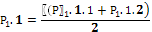 P₁.1 = (⟦(P⟧₁.1.1 + P₁.1.2) / 2